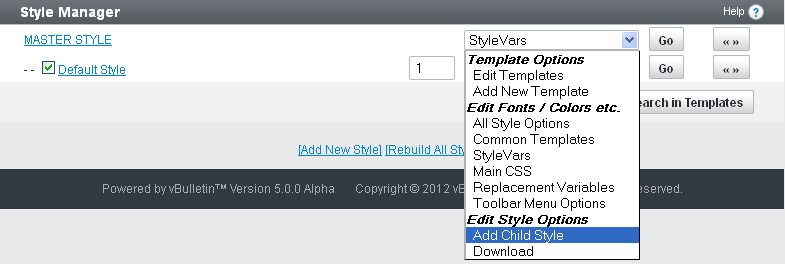 Style Manager
Help ?
MASTER STYLE
StyleVars
Go
« »
- -
Default Style
1
Go
« »
Template Options
Edit Templates
Add New Template
Edit Fonts / Colors etc.
All Style Options
Common Templates
StyleVars
Main CSS
Replacement Variables
Toolbar Menu Options
Edit Style Options
Add Child Style
Download
earch in Templates
[Add New Style] [Rebuild All Sty
Powered by vBulletin™ Version 5.0.0 Alpha Copyright © 2012 vB
served.